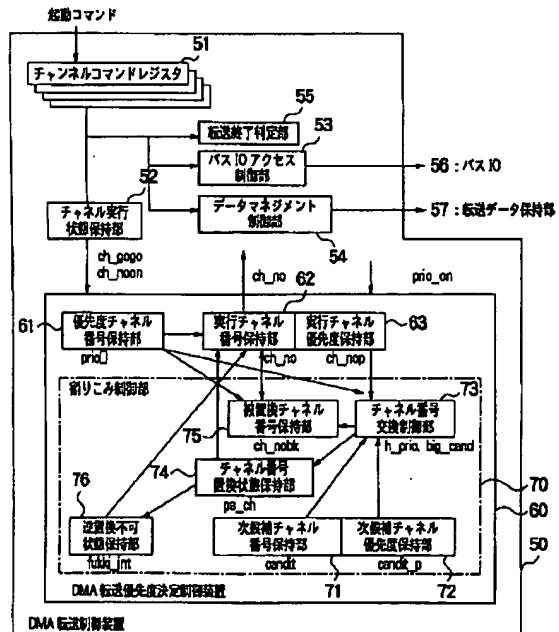 起動コマンド
51
チャンネルコマンドレジスタ
55
転送終了判定部
53
バスIOアクセス
制御部
56:バスIO
52
チャネル実行
状態保持部
データマネジメント
制御部
57:転送データ保持部
54
ch_gogo
ch_noon
ch_no
prio_on
62
61
優先度チャネル
番号保持部
実行チャネル
番号保持部
実行チャネル
優先度保持部
63
prio[]
ch_no
ch_nop
割りこみ制御部
73
被置換チャネル
番号保持部
チャネル番号
交換制御部
75
ch_nobk
h_prio, big_cand
74
チャネル番号
置換状態保持部
76
pa_ch
70
逆置換不可
状態保持部
次候補チャネル
番号保持部
次候補チャネル
優先度保持部
60
fukki_int
candit
candit_p
50
DMA転送優先度決定制御装置
71
72
DMA転送制御装置